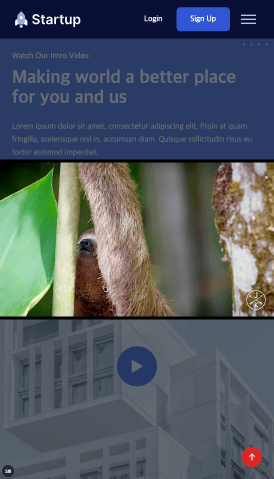 Startup
Login
Sign Up
Watch Our Intro Video
Making world a better place
for you and us
Lorem ipsum dolor sit amet, consectetur adipiscing elit. Proin at quam
fringilla, scelerisque nisl in, accumsan diam. Quisque sollicitudin risus eu
tortor euismod imperdiet.